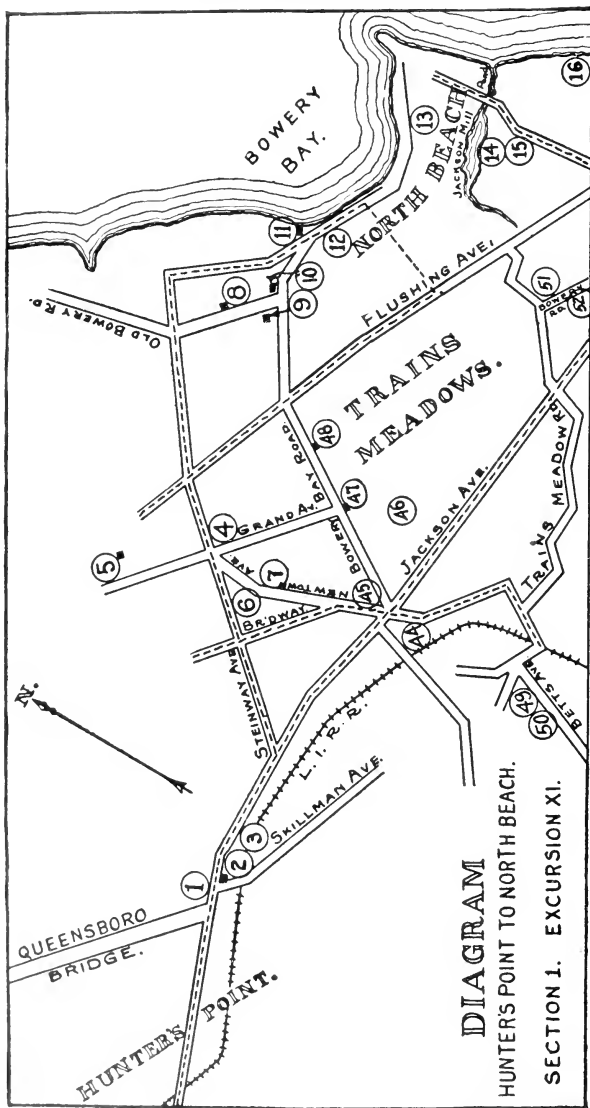 BOWERY
BAY.
N.
OLD BOWERY RD.
NORTH BEACH
JACKSON MILL
Pond
FLUSHING AVE.
TRAINS
MEADOWS.
STEINWAY AVE.
GRAND AV.
BOWERY BAY ROAD.
NEWTOWN AVE.
BR'DWAY
JACKSON AVE.
TRAINS MEADOW RD.
BOWERY
RD.
BETTS AVE.
L. I. R. R.
SKILLMAN AVE.
QUEENSBORO
BRIDGE.
HUNTER'S POINT.
1
2
3
4
5
6
7
8
9
10
11
12
13
14
15
16
44
45
46
47
48
49
50
51
52
DIAGRAM
HUNTER'S POINT TO NORTH BEACH.
SECTION 1. EXCURSION XI.